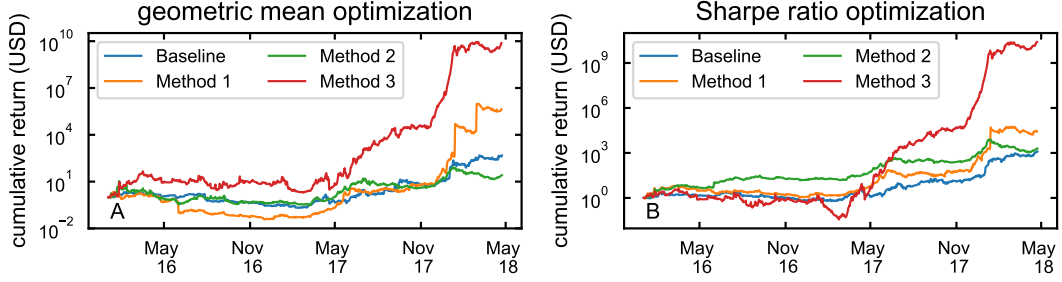 geometric mean optimization
cumulative return (USD)
10^10
10^7
10^4
10^1
10^−2
Baseline
Method 1
Method 2
Method 3
A
May 16
Nov 16
May 17
Nov 17
May 18
Sharpe ratio optimization
cumulative return (USD)
10^9
10^6
10^3
10^0
Baseline
Method 1
Method 2
Method 3
B
May 16
Nov 16
May 17
Nov 17
May 18